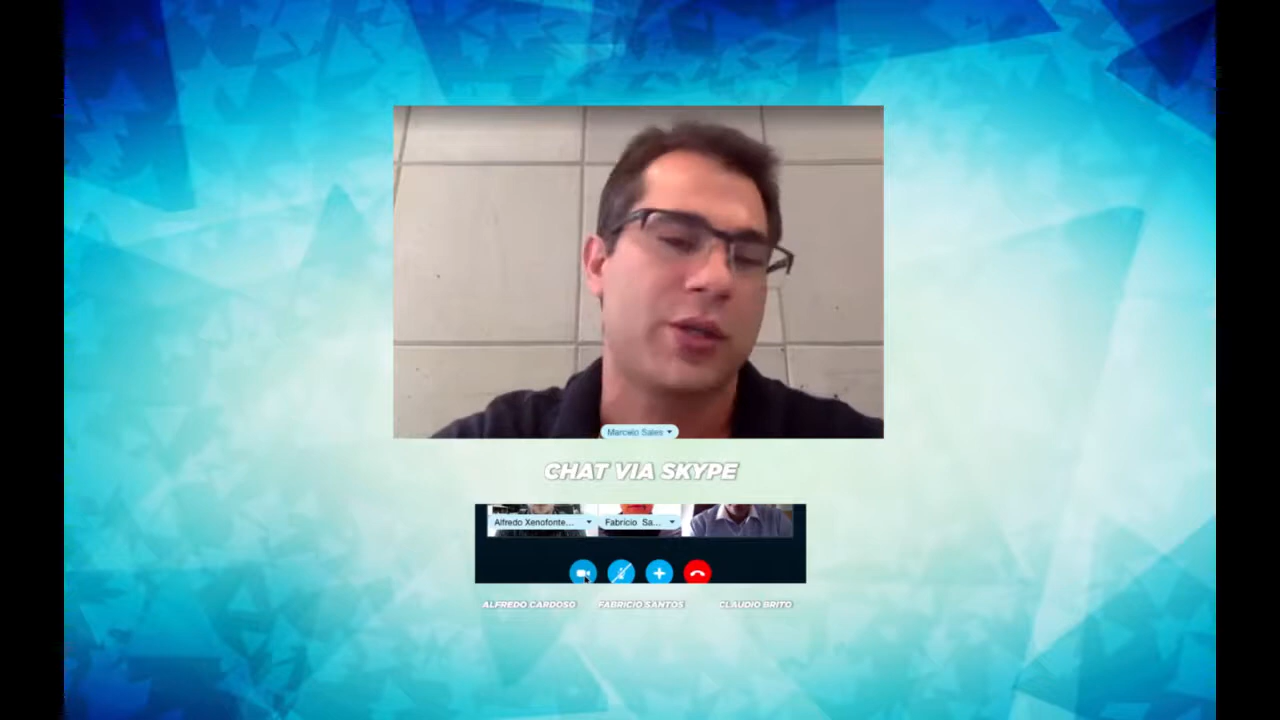 Marcelo Sales
CHAT VIA SKYPE
Alfredo Xenofonte... Fabricio Sa...
ALFREDO CARDOSO FABRICIO SANTOS CLAUDIO BRITO